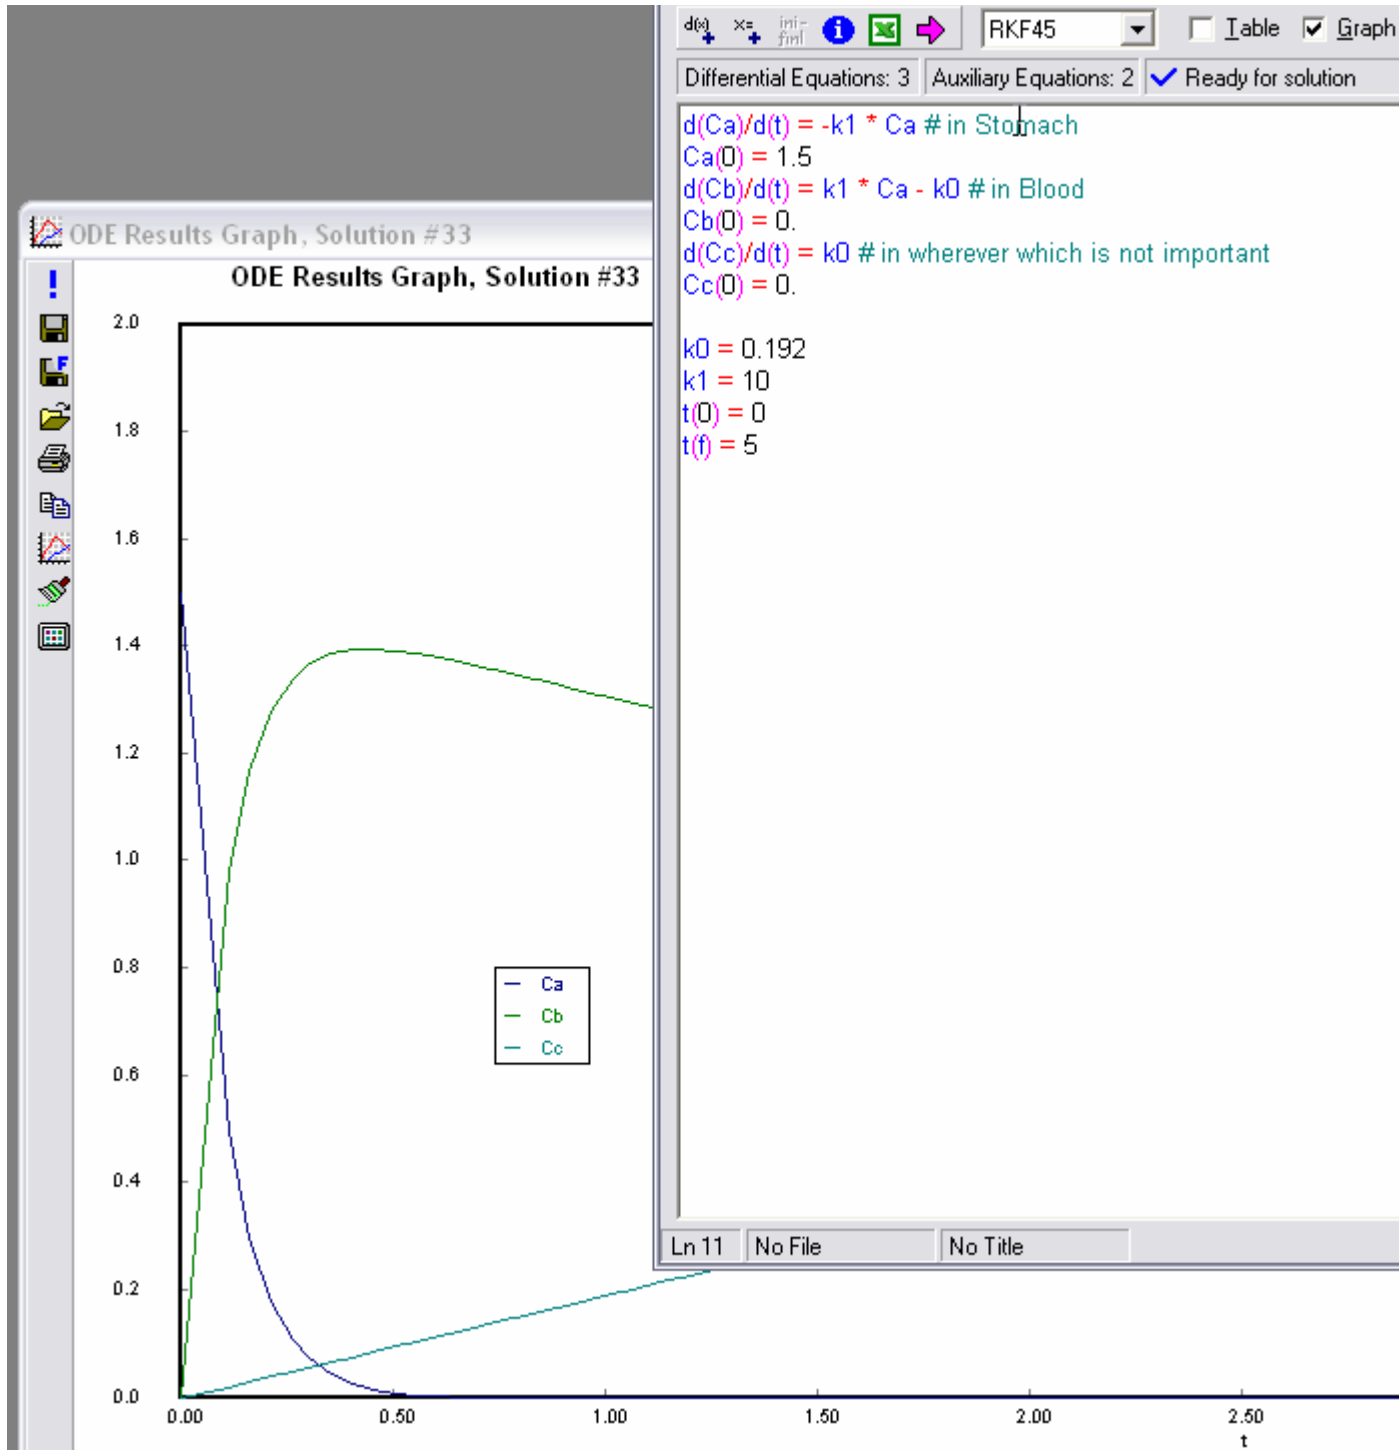 d(x) x= ini- finl RKF45 Table Graph
Differential Equations: 3 Auxiliary Equations: 2 Ready for solution
d(Ca)/d(t) = -k1 * Ca # in Stomach
Ca(0) = 1.5
d(Cb)/d(t) = k1 * Ca - k0 # in Blood
Cb(0) = 0.
d(Cc)/d(t) = k0 # in wherever which is not important
Cc(0) = 0.
k0 = 0.192
k1 = 10
t(0) = 0
t(f) = 5
Ln 11 No File No Title
ODE Results Graph, Solution #33
ODE Results Graph, Solution #33
2.0
1.8
1.6
1.4
1.2
1.0
0.8
0.6
0.4
0.2
0.0
Ca
Cb
Cc
0.00 0.50 1.00 1.50 2.00 2.50
t